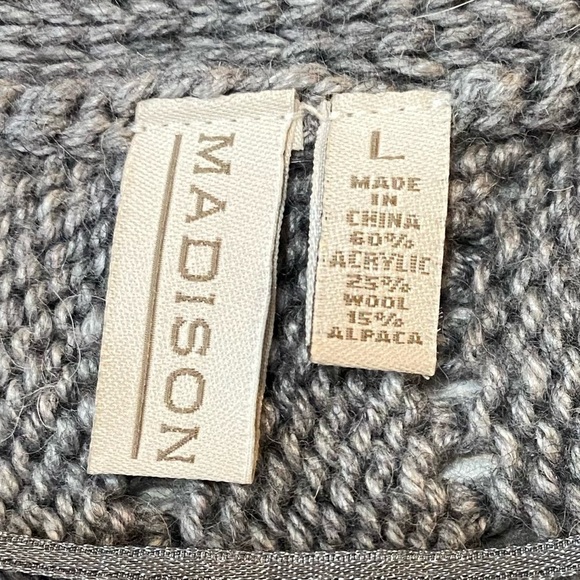 MADISON
L
MADE
IN
CHINA
60%
ACRYLIC
25%
WOOL
15%
ALPACA